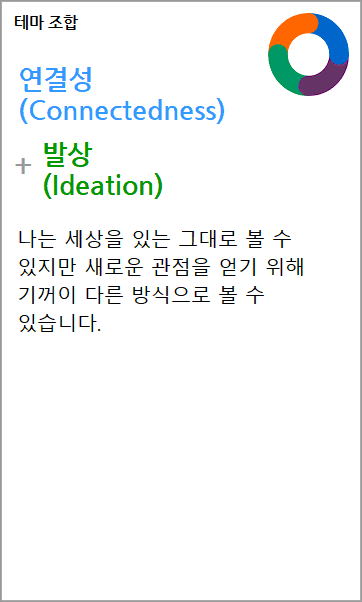 테마 조합
연결성
(Connectedness)
+ 발상
(Ideation)
나는 세상을 있는 그대로 볼 수
있지만 새로운 관점을 얻기 위해
기꺼이 다른 방식으로 볼 수
있습니다.